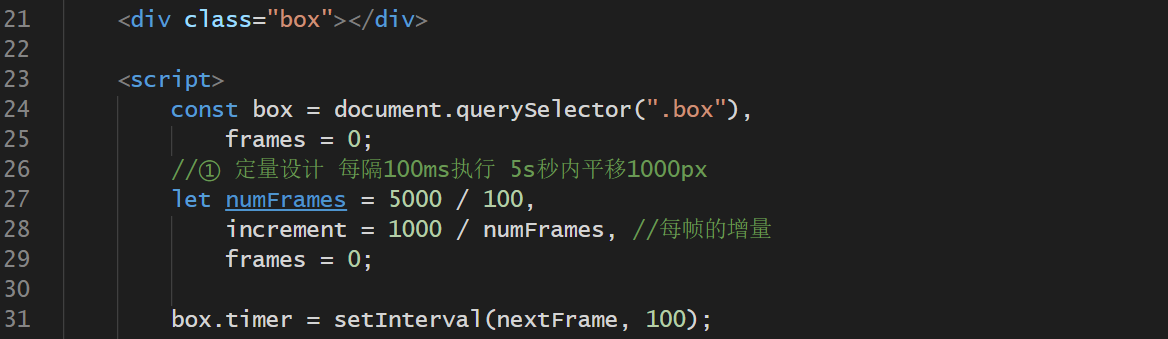 21 <div class="box"></div>
22
23 <script>
24 const box = document.querySelector(".box"),
25 frames = 0;
26 //① 定量设计 每隔100ms执行 5s秒内平移1000px
27 let numFrames = 5000 / 100,
28 increment = 1000 / numFrames, //每帧的增量
29 frames = 0;
30
31 box.timer = setInterval(nextFrame, 100);